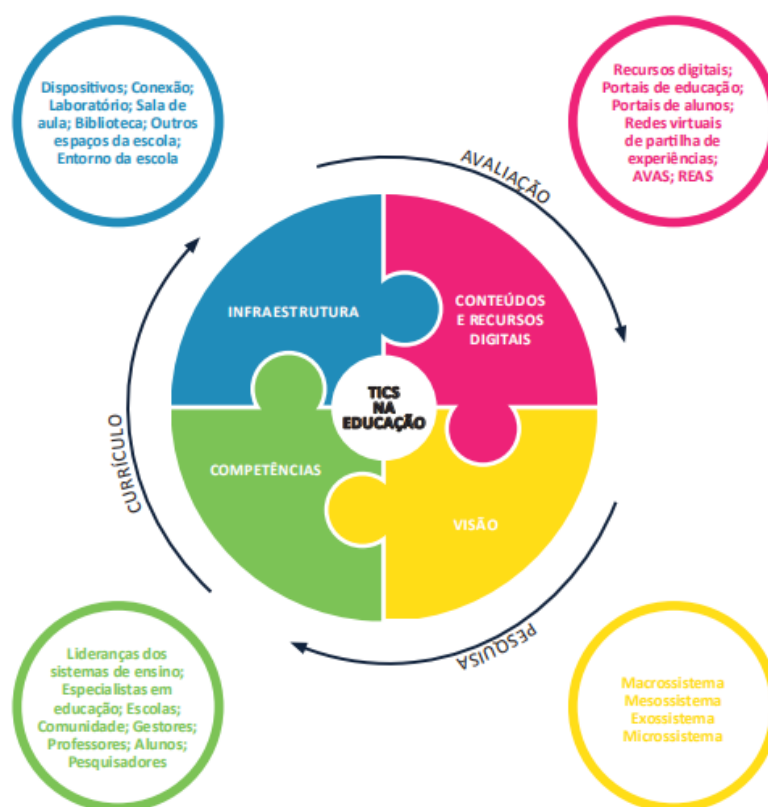 Dispositivos; Conexão;
Laboratório; Sala de
aula; Biblioteca; Outros
espaços da escola;
Entorno da escola
Recursos digitais;
Portais de educação;
Portais de alunos;
Redes virtuais
de partilha de
experiências;
AVAS; REAS
AVALIAÇÃO
INFRAESTRUTURA
CONTEÚDOS
E RECURSOS
DIGITAIS
TICS
NA
EDUCAÇÃO
CURRÍCULO
COMPETÊNCIAS
VISÃO
PESQUISA
Lideranças dos
sistemas de ensino;
Especialistas em
educação; Escolas;
Comunidade; Gestores;
Professores; Alunos;
Pesquisadores
Macrossistema
Mesossistema
Exossistema
Microssistema